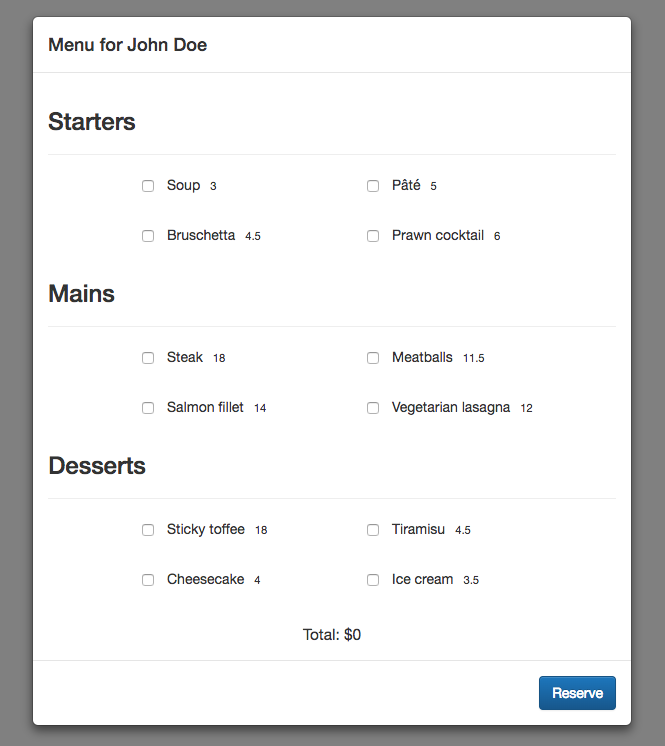 Menu for John Doe
Starters
Soup 3 Pâté 5
Bruschetta 4.5 Prawn cocktail 6
Mains
Steak 18 Meatballs 11.5
Salmon fillet 14 Vegetarian lasagna 12
Desserts
Sticky toffee 18 Tiramisu 4.5
Cheesecake 4 Ice cream 3.5
Total: $0
Reserve